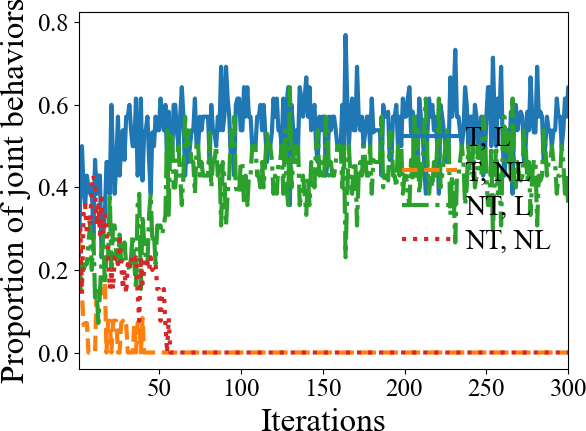 Proportion of joint behaviors
0.8
0.6
0.4
0.2
0.0
T, L
T, NL
NT, L
NT, NL
50
100
150
200
250
300
Iterations